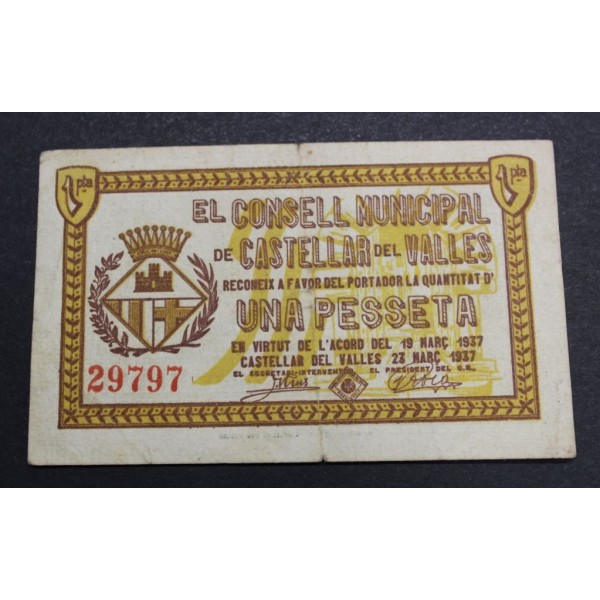 1 pta
1 pta
EL CONSELL MUNICIPAL
DE CASTELLAR DEL VALLES
RECONEIX A FAVOR DEL PORTADOR LA QUANTITAT D'
UNA PESSETA
EN VIRTUT DE L'ACORD DEL 19 MARÇ 1937
CASTELLAR DEL VALLES 23 MARÇ 1937
EL SECRETARI-INTERVENTOR EL PRESIDENT DEL C.M.
29797